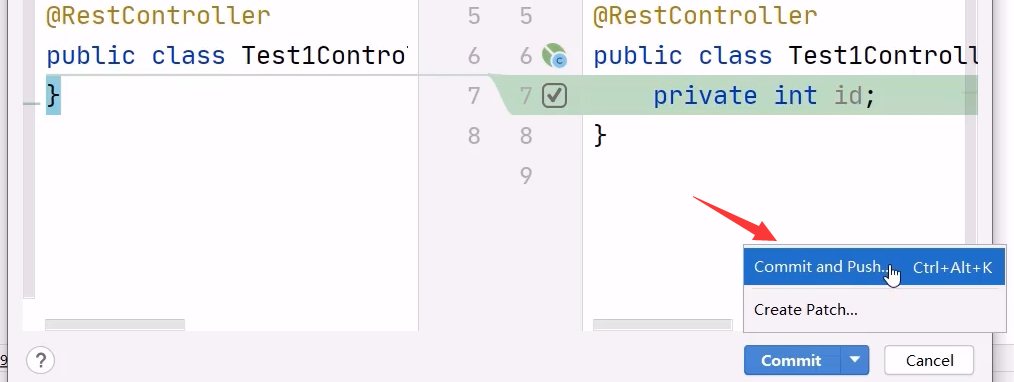 @RestController 5 5 @RestController
public class Test1Contro 6 6 public class Test1Controll
} 7 7 private int id;
8 8 }
9
Commit and Push... Ctrl+Alt+K
Create Patch...
9 ? Commit Cancel